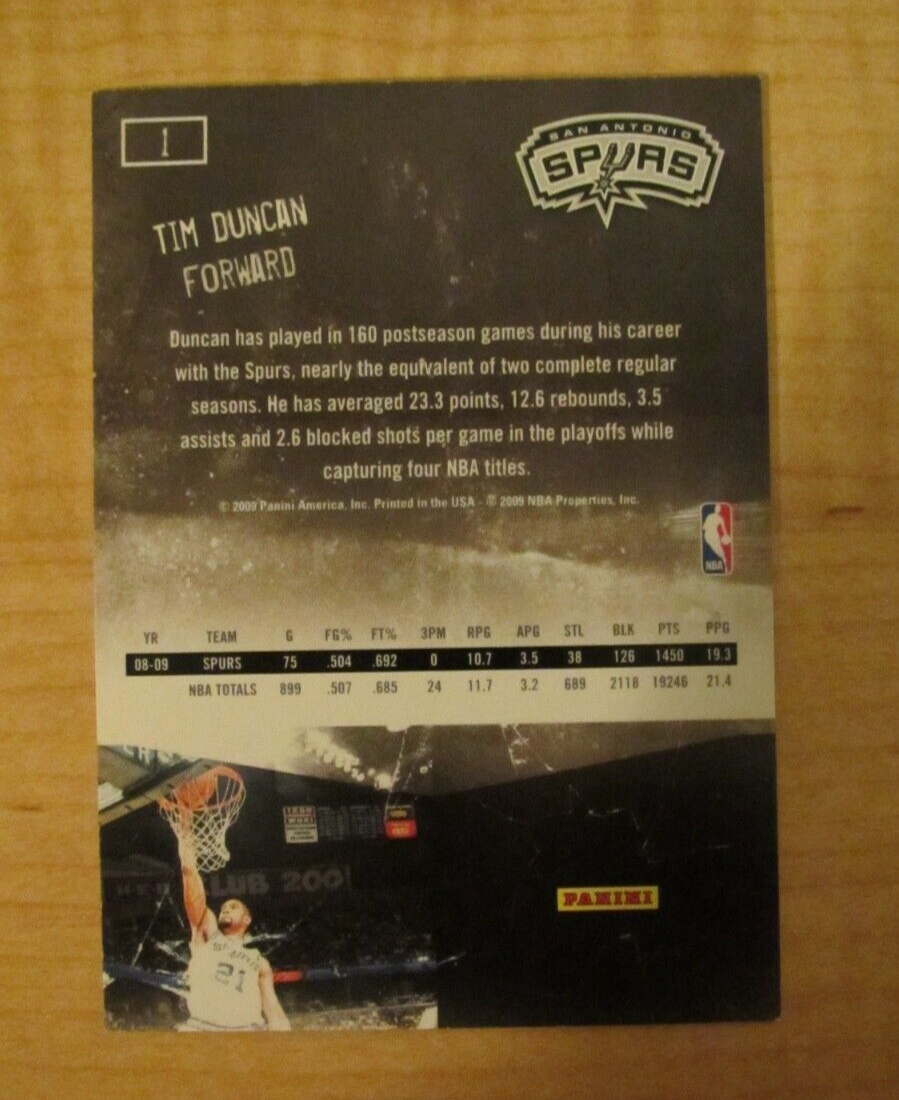 1
SAN ANTONIO
SPURS
TIM DUNCAN
FORWARD
Duncan has played in 160 postseason games during his career
with the Spurs, nearly the equivalent of two complete regular
seasons. He has averaged 23.3 points, 12.6 rebounds, 3.5
assists and 2.6 blocked shots per game in the playoffs while
capturing four NBA titles.
© 2009 Panini America, Inc. Printed in the USA - © 2009 NBA Properties, Inc.
NBA
YR TEAM G FG% FT% 3PM RPG APG STL BLK PTS PPG
08-09 SPURS 75 .504 .692 0 10.7 3.5 38 126 1450 19.3
NBA TOTALS 899 .507 .685 24 11.7 3.2 689 2118 19246 21.4
H-E-B CLUB 200
PANINI
21